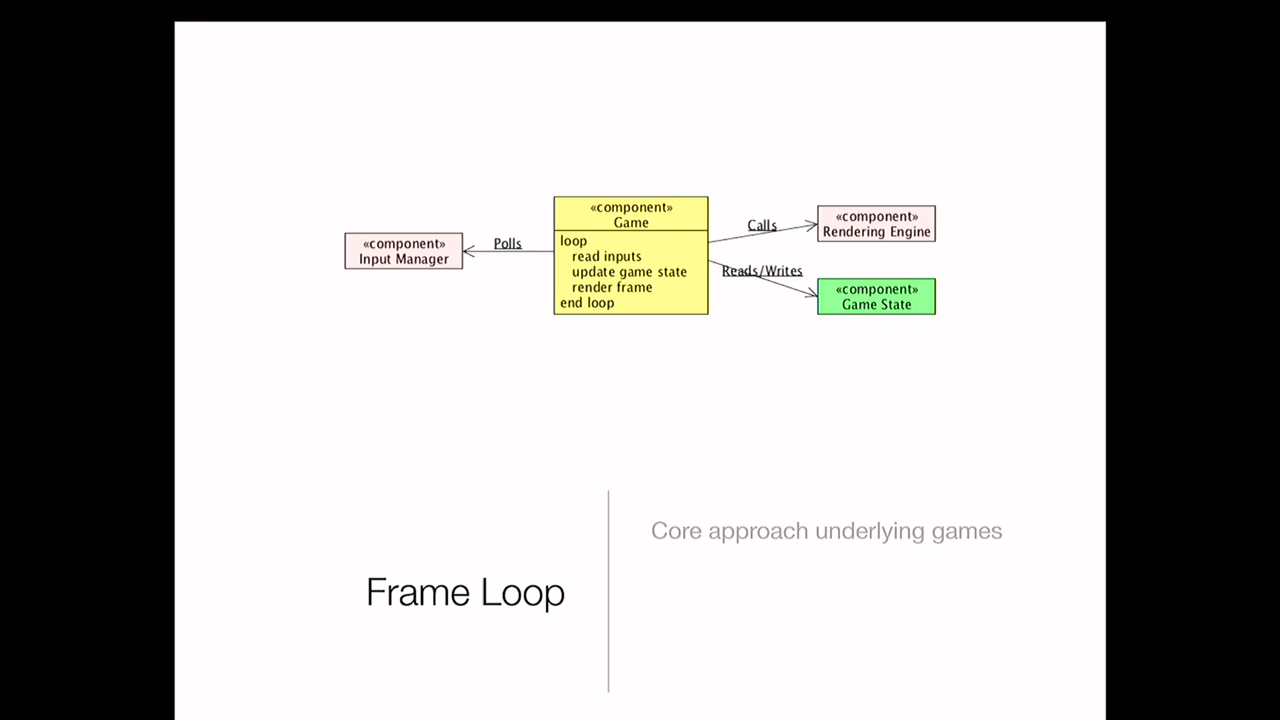 «component»
Input Manager
Polls
«component»
Game
loop
read inputs
update game state
render frame
end loop
Calls
Reads/Writes
«component»
Rendering Engine
«component»
Game State
Frame Loop
Core approach underlying games